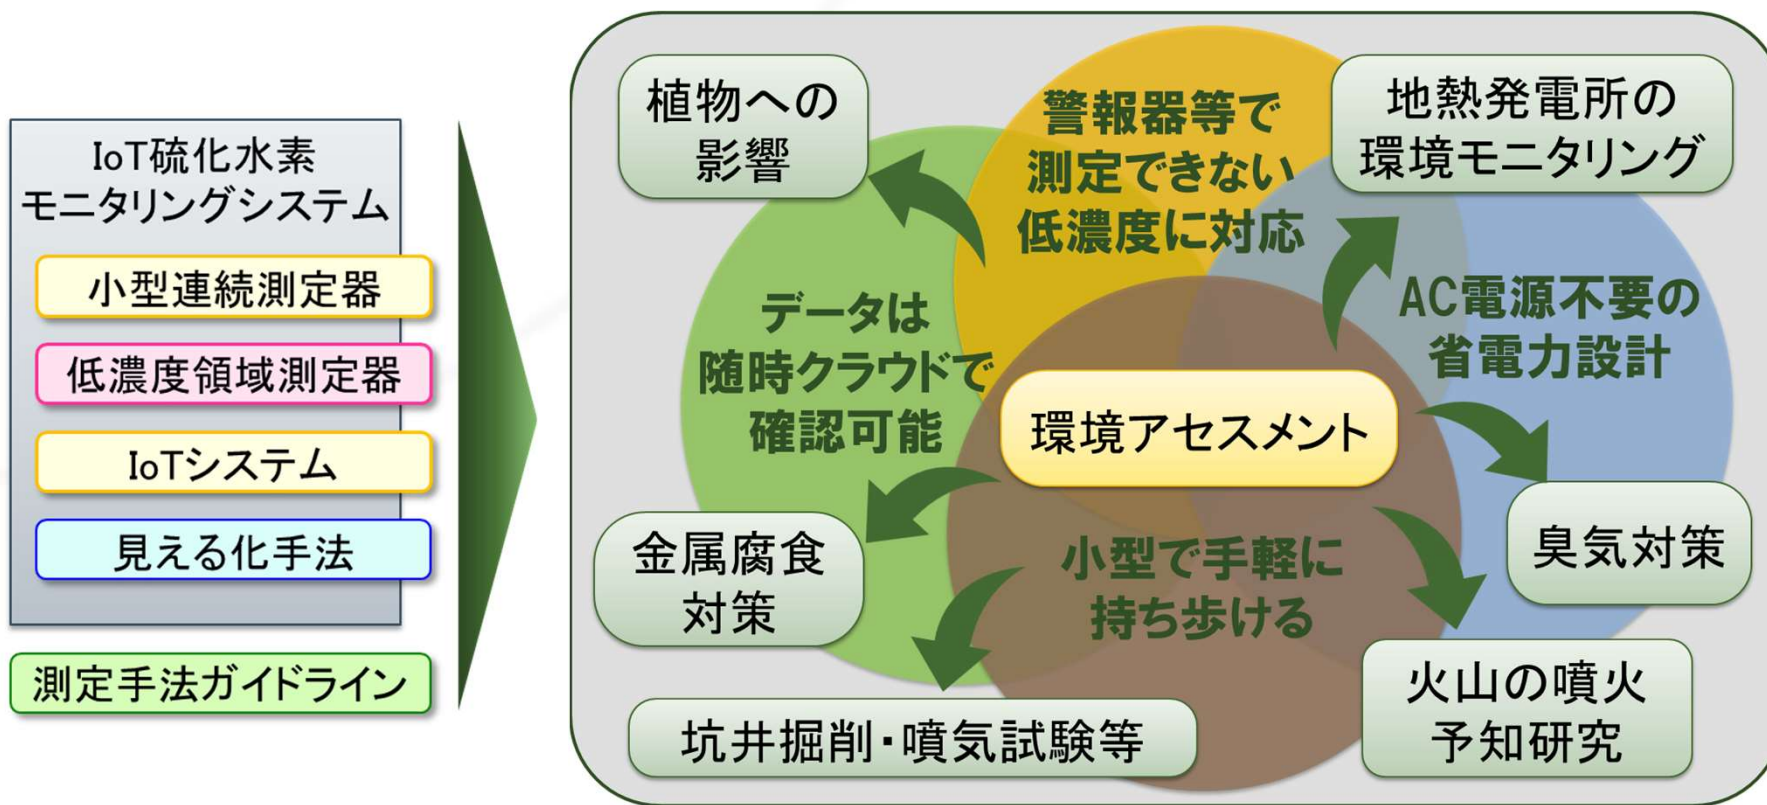 IoT硫化水素
モニタリングシステム
小型連続測定器
低濃度領域測定器
IoTシステム
見える化手法
測定手法ガイドライン
植物への
影響
警報器等で
測定できない
低濃度に対応
地熱発電所の
環境モニタリング
データは
随時クラウドで
確認可能
AC電源不要の
省電力設計
環境アセスメント
金属腐食
対策
小型で手軽に
持ち歩ける
臭気対策
坑井掘削・噴気試験等
火山の噴火
予知研究